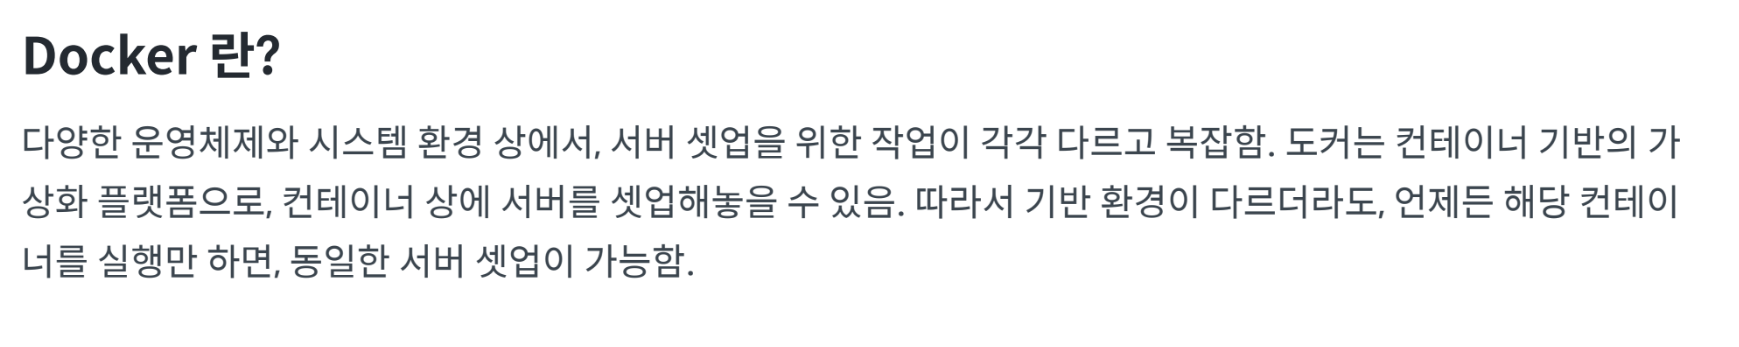 Docker 란?
다양한 운영체제와 시스템 환경 상에서, 서버 셋업을 위한 작업이 각각 다르고 복잡함. 도커는 컨테이너 기반의 가
상화 플랫폼으로, 컨테이너 상에 서버를 셋업해놓을 수 있음. 따라서 기반 환경이 다르더라도, 언제든 해당 컨테이
너를 실행만 하면, 동일한 서버 셋업이 가능함.